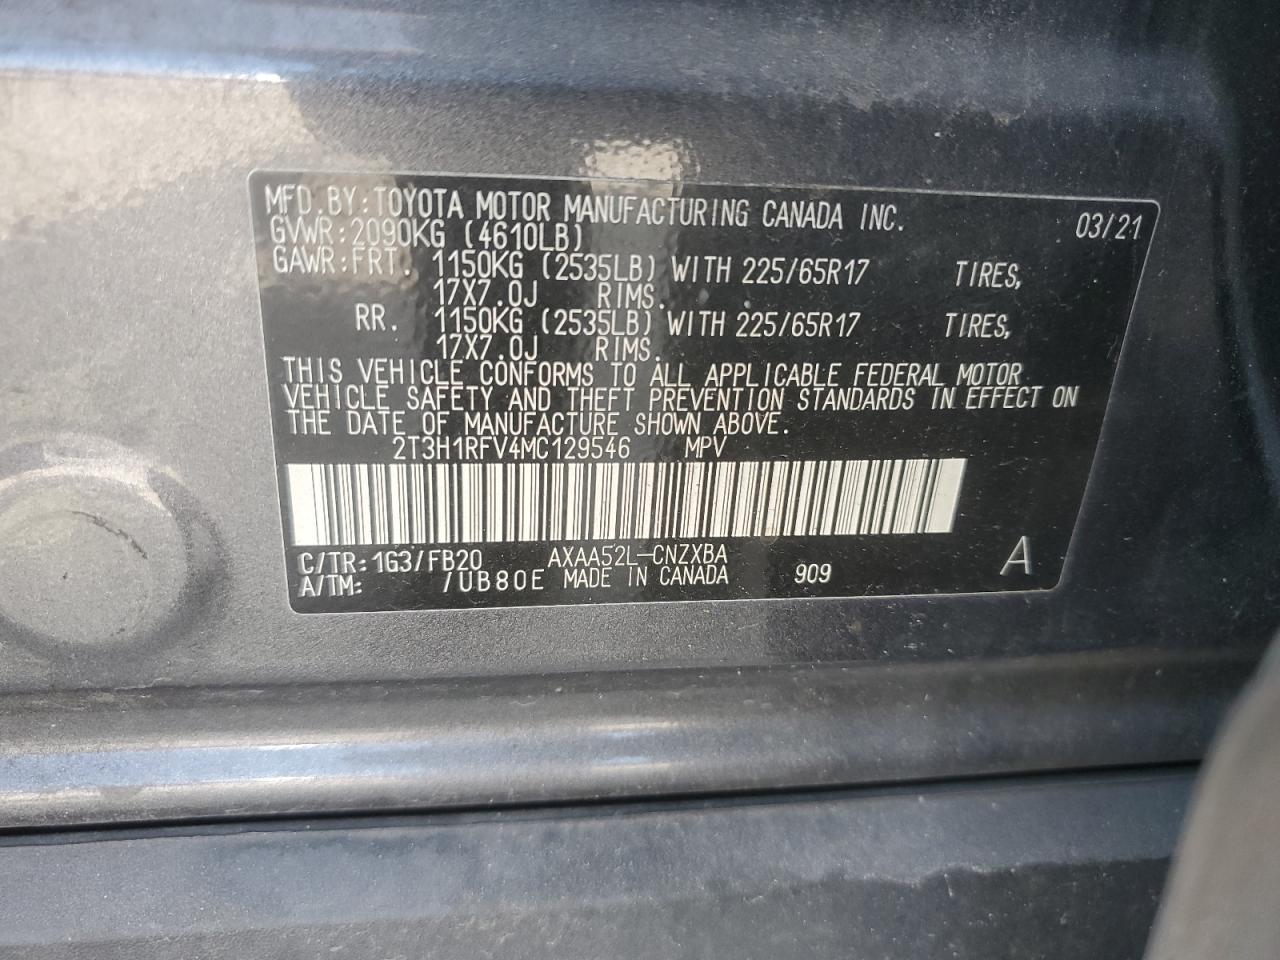 MFD.BY:TOYOTA MOTOR MANUFACTURING CANADA INC. 03/21
GVWR:2090KG (4610LB)
GAWR:FRT. 1150KG (2535LB) WITH 225/65R17 TIRES,
17X7.0J RIMS.
RR. 1150KG (2535LB) WITH 225/65R17 TIRES,
17X7.0J RIMS.
THIS VEHICLE CONFORMS TO ALL APPLICABLE FEDERAL MOTOR
VEHICLE SAFETY AND THEFT PREVENTION STANDARDS IN EFFECT ON
THE DATE OF MANUFACTURE SHOWN ABOVE.
2T3H1RFV4MC129546 MPV
C/TR:1G3/FB20 AXAA52L-CNZXBA
A/TM: /UB80E MADE IN CANADA 909 A